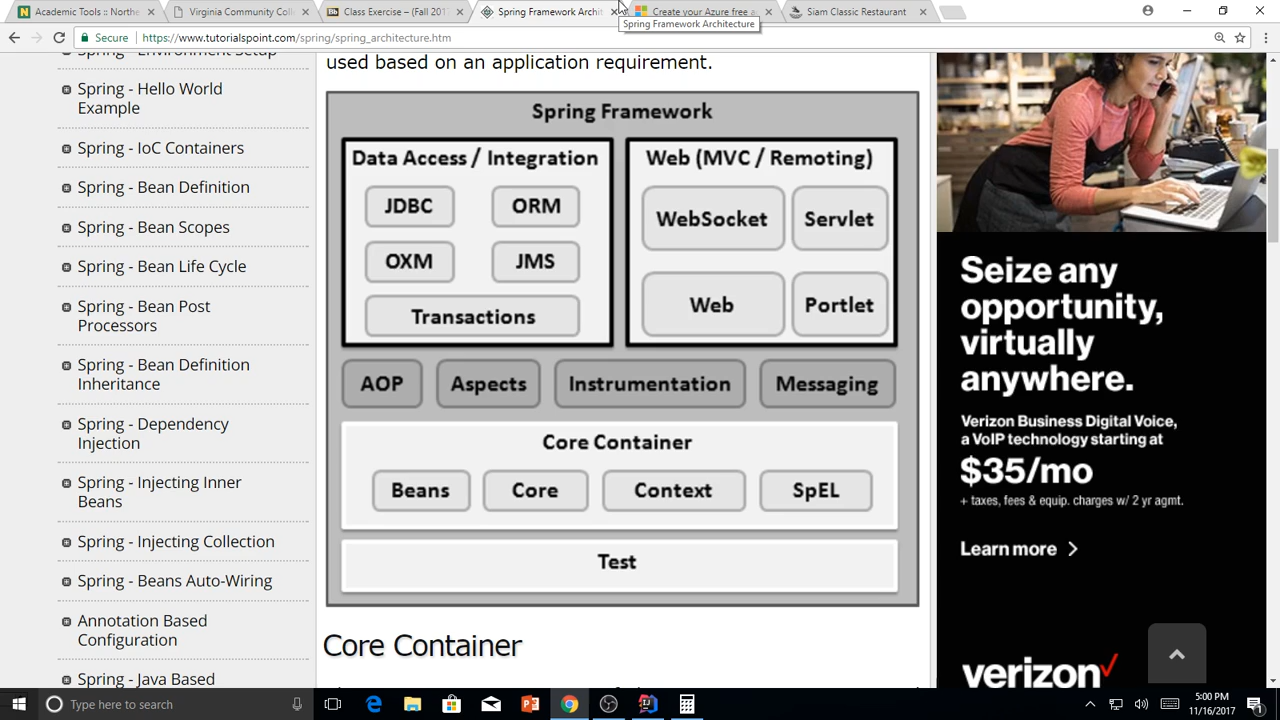 Academic Tools :: Northe
Virginia Community Coll
Class Exercise – (Fall 201
Spring Framework Archit
Create your Azure free a
Siam Classic Restaurant
Spring Framework Architecture
Secure
https://www.tutorialspoint.com/spring/spring_architecture.htm
Spring - Environment Setup
Spring - Hello World
Example
Spring - IoC Containers
Spring - Bean Definition
Spring - Bean Scopes
Spring - Bean Life Cycle
Spring - Bean Post
Processors
Spring - Bean Definition
Inheritance
Spring - Dependency
Injection
Spring - Injecting Inner
Beans
Spring - Injecting Collection
Spring - Beans Auto-Wiring
Annotation Based
Configuration
Spring - Java Based
used based on an application requirement.
Spring Framework
Data Access / Integration
JDBC ORM
OXM JMS
Transactions
Web (MVC / Remoting)
WebSocket Servlet
Web Portlet
AOP Aspects Instrumentation Messaging
Core Container
Beans Core Context SpEL
Test
Core Container
Seize any
opportunity,
virtually
anywhere.
Verizon Business Digital Voice,
a VoIP technology starting at
$35/mo
+ taxes, fees & equip. charges w/ 2 yr agmt.
Learn more
verizon
Type here to search
5:00 PM
11/16/2017